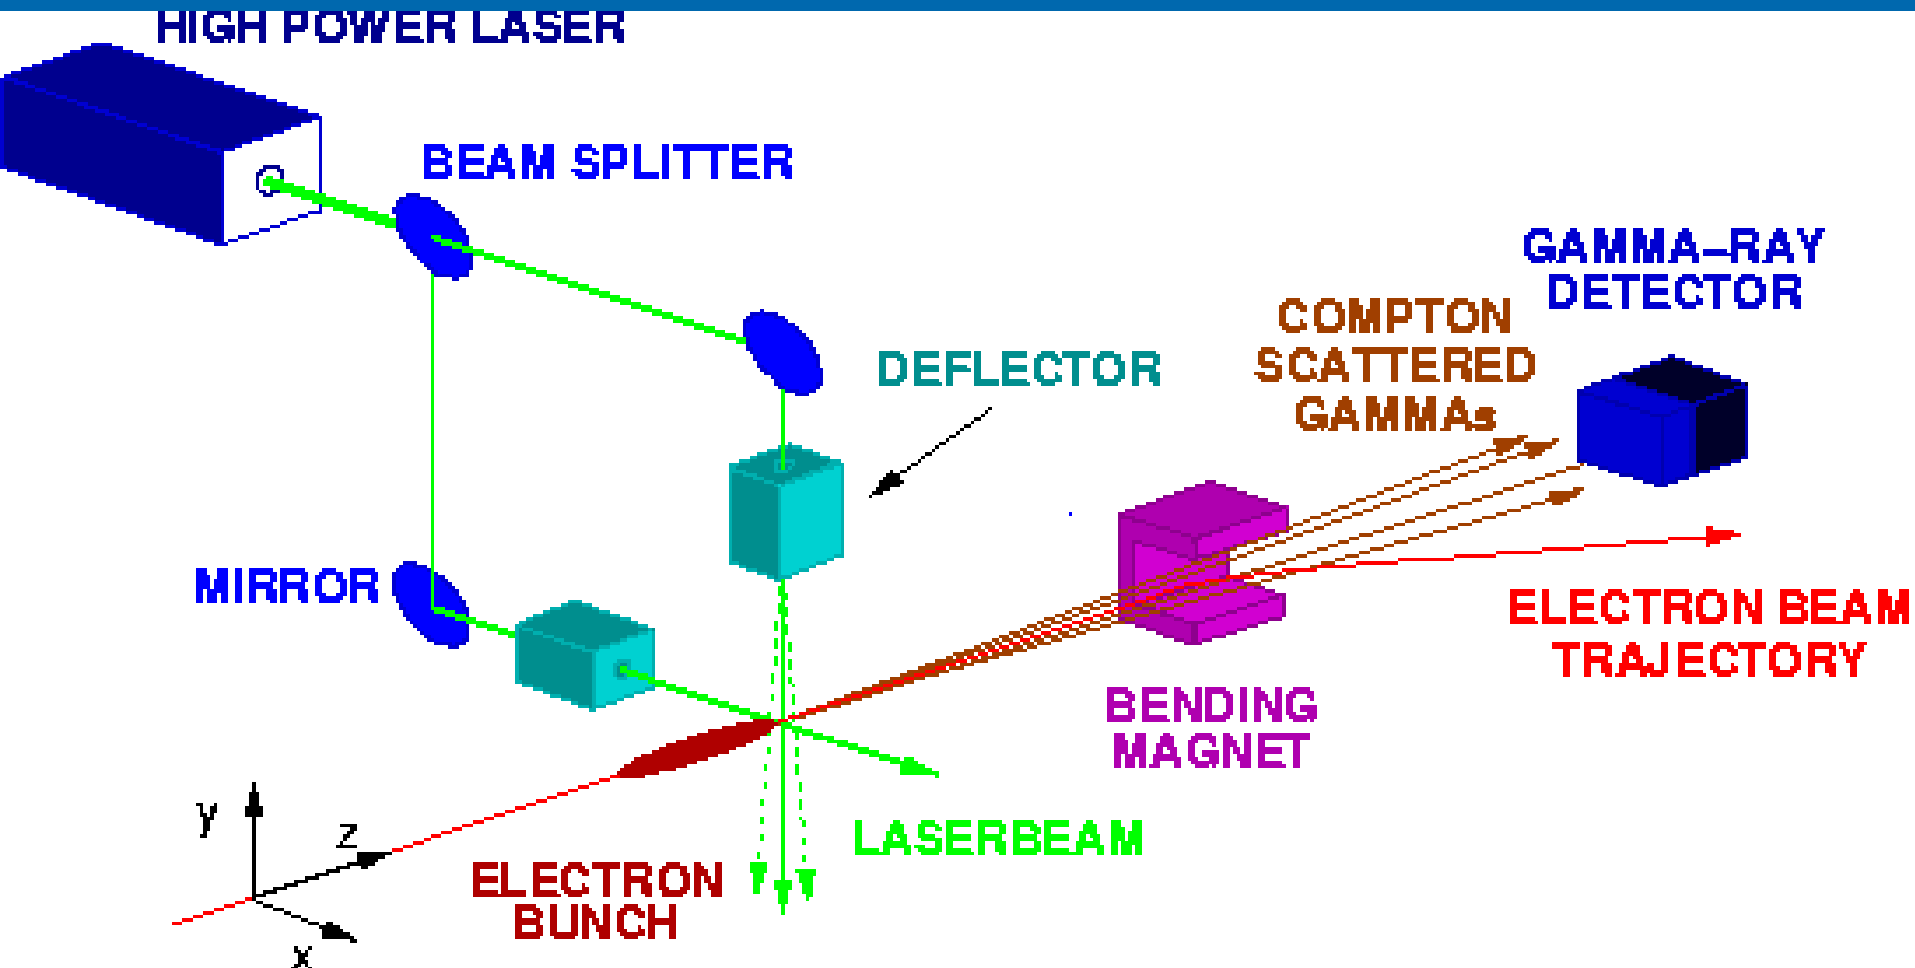 HIGH POWER LASER
BEAM SPLITTER
GAMMA-RAY
DETECTOR
COMPTON
SCATTERED
GAMMAs
DEFLECTOR
MIRROR
ELECTRON BEAM
TRAJECTORY
BENDING
MAGNET
LASERBEAM
ELECTRON
BUNCH
y
z
x